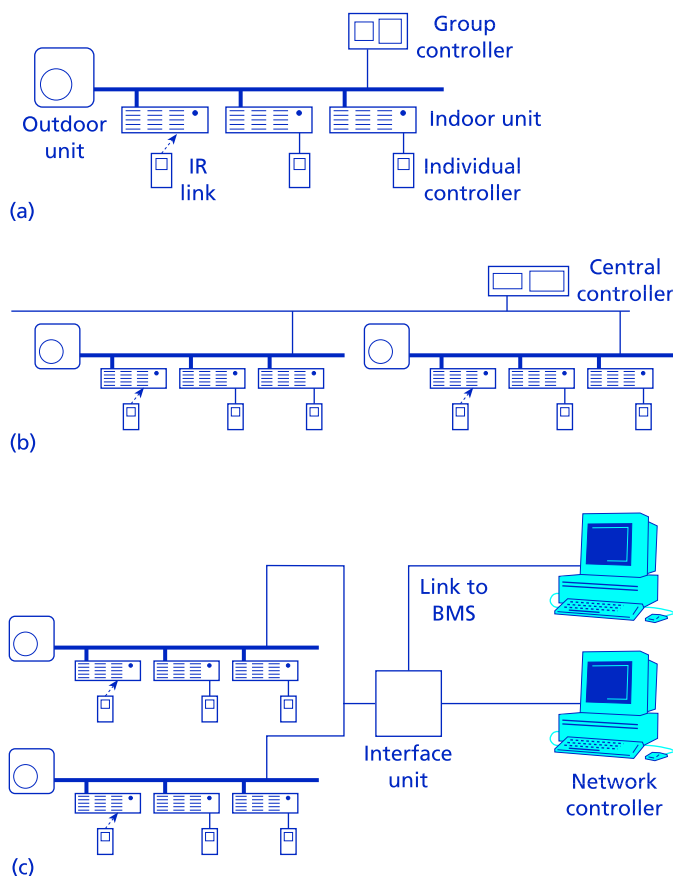 Group
controller
Outdoor
unit
Indoor unit
IR
link
Individual
controller
(a)
Central
controller
(b)
Link to
BMS
Interface
unit
Network
controller
(c)